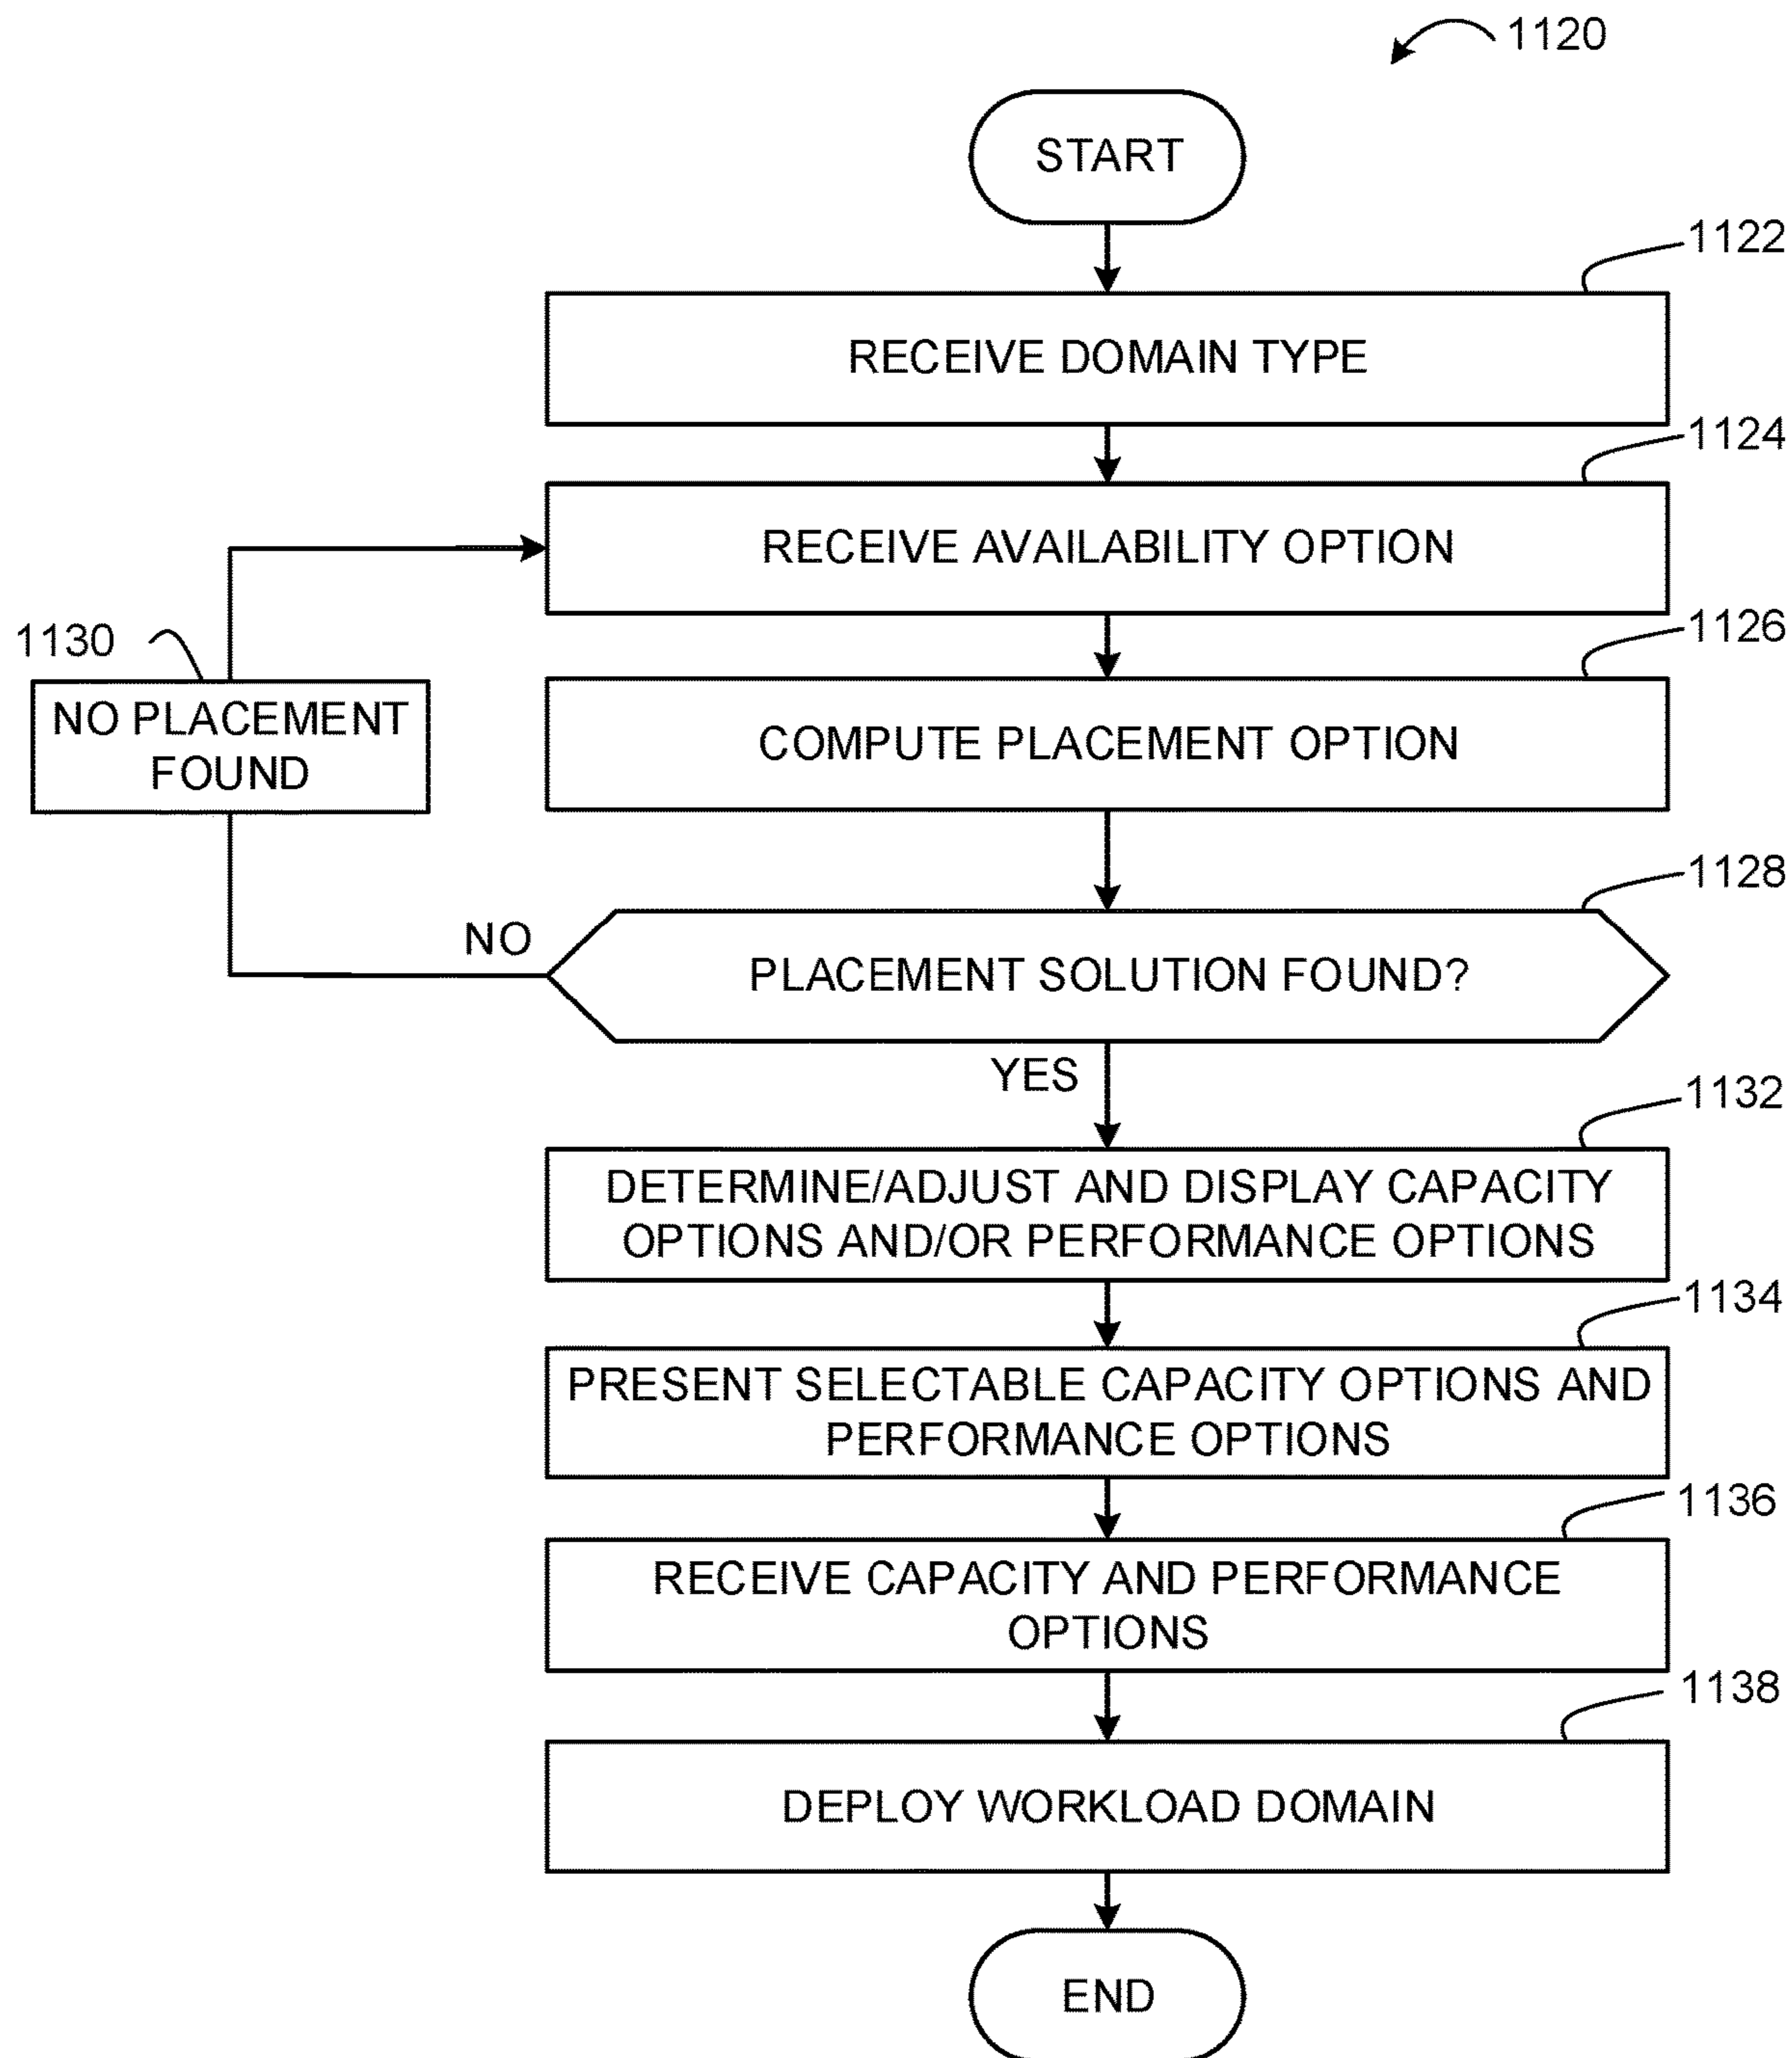 1120
START
1122
RECEIVE DOMAIN TYPE
1124
RECEIVE AVAILABILITY OPTION
1130
1126
NO PLACEMENT
FOUND
COMPUTE PLACEMENT OPTION
1128
NO
PLACEMENT SOLUTION FOUND?
YES
1132
DETERMINE/ADJUST AND DISPLAY CAPACITY
OPTIONS AND/OR PERFORMANCE OPTIONS
1134
PRESENT SELECTABLE CAPACITY OPTIONS AND
PERFORMANCE OPTIONS
1136
RECEIVE CAPACITY AND PERFORMANCE
OPTIONS
1138
DEPLOY WORKLOAD DOMAIN
END